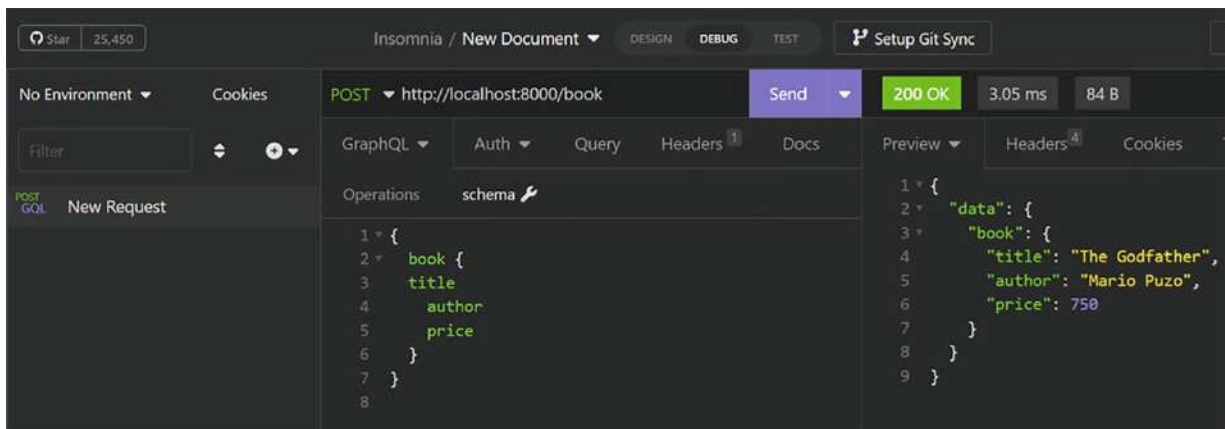 Star 25,450 Insomnia / New Document DESIGN DEBUG TEST Setup Git Sync
No Environment Cookies POST http://localhost:8000/book Send 200 OK 3.05 ms 84 B
Filter GraphQL Auth Query Headers 1 Docs Preview Headers 4 Cookies
POST GQL New Request Operations schema
1 {
2 book {
3 title
4 author
5 price
6 }
7 }
8
1 {
2 "data": {
3 "book": {
4 "title": "The Godfather",
5 "author": "Mario Puzo",
6 "price": 750
7 }
8 }
9 }